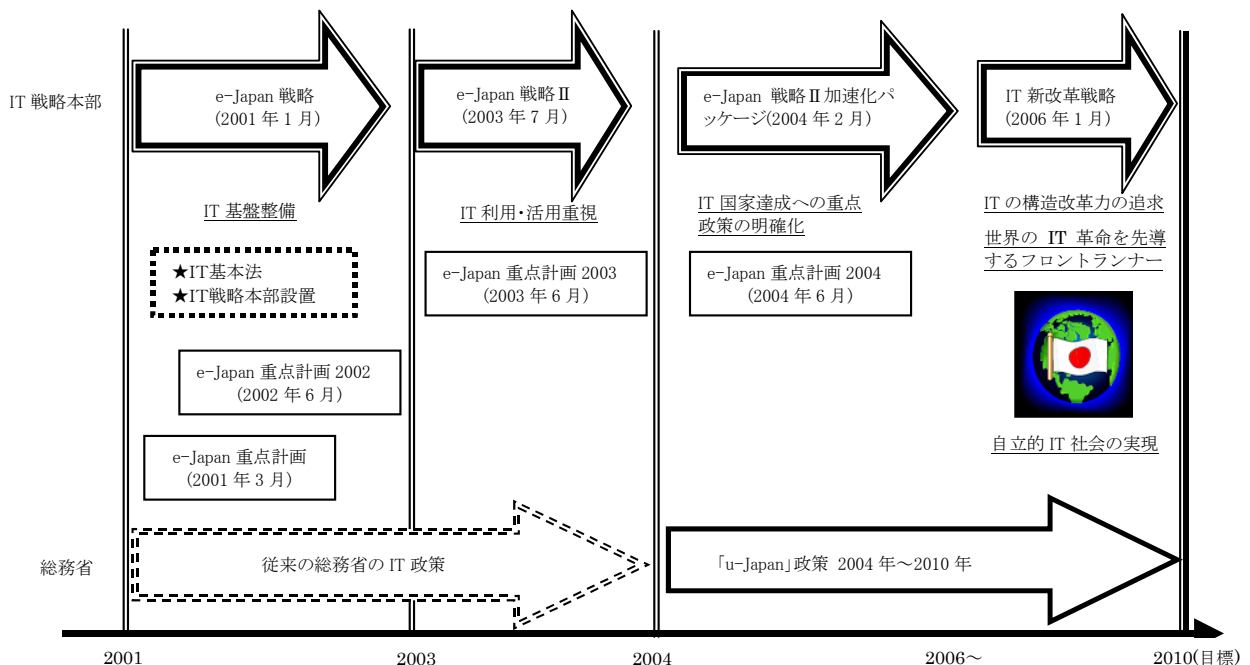 IT 戦略本部
e-Japan 戦略
(2001 年 1 月)
e-Japan 戦略Ⅱ
(2003 年 7 月)
e-Japan 戦略Ⅱ加速化パ
ッケージ(2004 年 2 月)
IT 新改革戦略
(2006 年 1 月)
IT 基盤整備
IT 利用・活用重視
IT 国家達成への重点
政策の明確化
IT の構造改革力の追求
世界の IT 革命を先導
するフロントランナー
★IT基本法
★IT戦略本部設置
e-Japan 重点計画 2003
(2003 年 6 月)
e-Japan 重点計画 2004
(2004 年 6 月)
e-Japan 重点計画 2002
(2002 年 6 月)
e-Japan 重点計画
(2001 年 3 月)
自立的 IT 社会の実現
総務省
従来の総務省の IT 政策
「u-Japan」政策 2004 年～2010 年
2001
2003
2004
2006～
2010(目標)